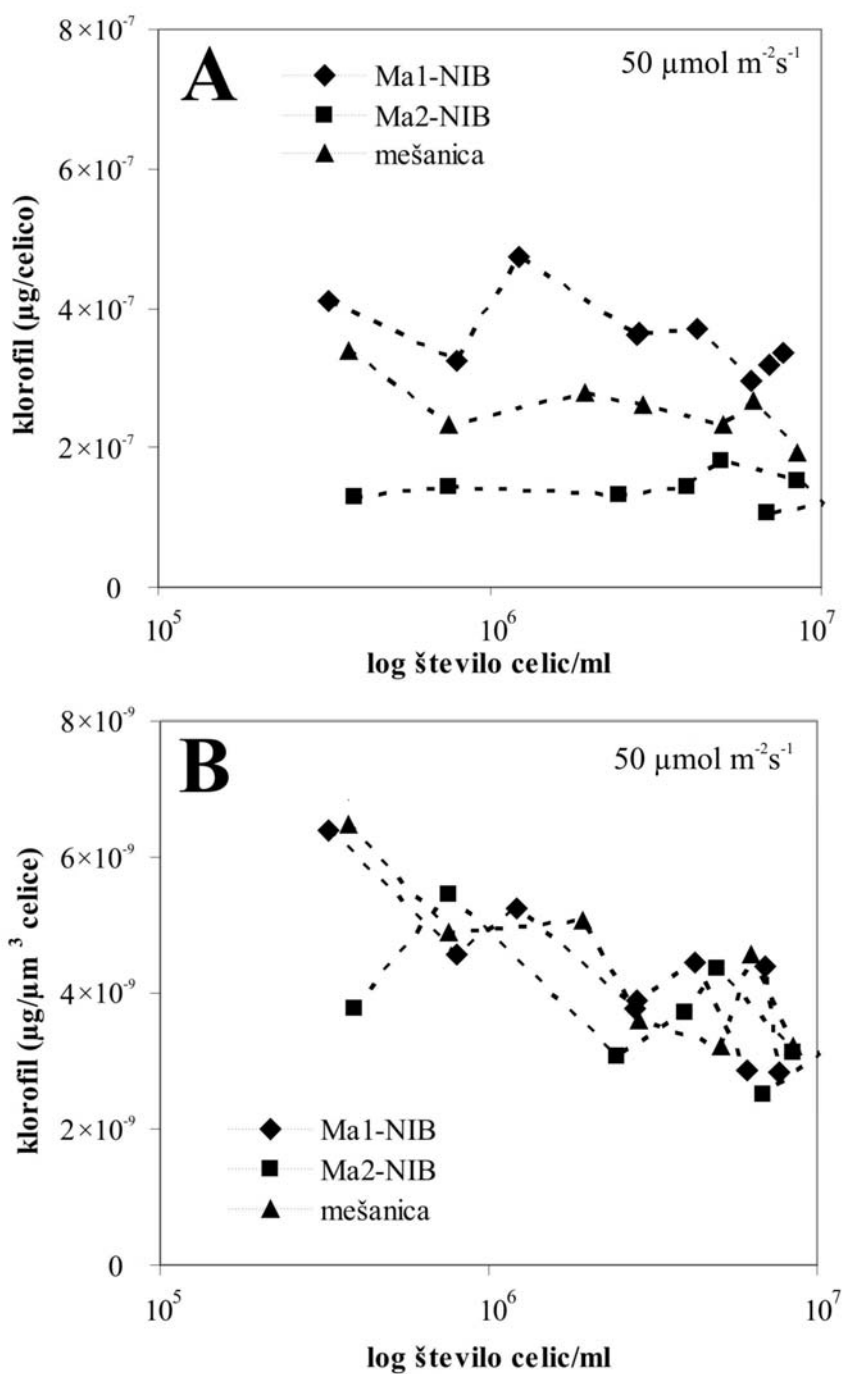 8×10⁻⁷
A
50 µmol m⁻²s⁻¹
Ma1-NIB
Ma2-NIB
mešanica
6×10⁻⁷
4×10⁻⁷
2×10⁻⁷
0
klorofil (µg/celico)
10⁵
10⁶
10⁷
log število celic/ml
8×10⁻⁹
B
50 µmol m⁻²s⁻¹
6×10⁻⁹
4×10⁻⁹
2×10⁻⁹
0
klorofil (µg/µm³ celice)
Ma1-NIB
Ma2-NIB
mešanica
10⁵
10⁶
10⁷
log število celic/ml